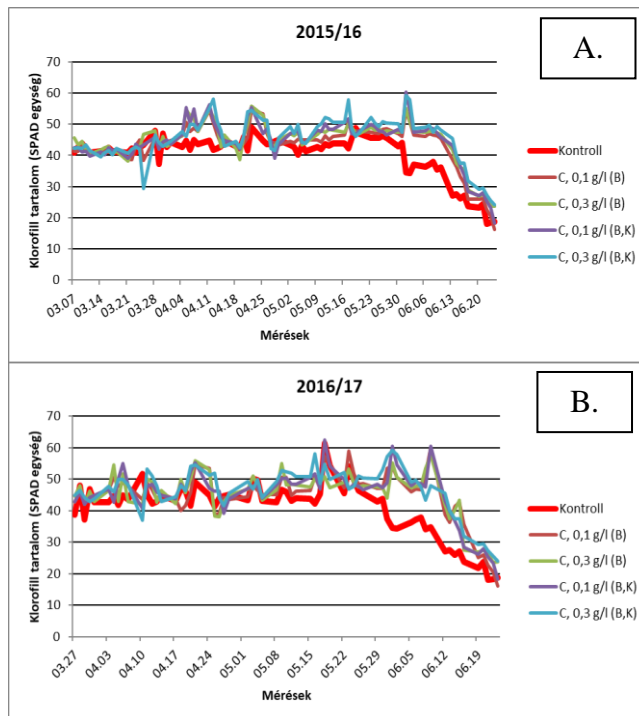 2015/16
A.
Klorofill tartalom (SPAD egység)
70
60
50
40
30
20
10
0
03.07
03.14
03.21
03.28
04.04
04.11
04.18
04.25
05.02
05.09
05.16
05.23
05.30
06.06
06.13
06.20
Mérések
Kontroll
C, 0,1 g/l (B)
C, 0,3 g/l (B)
C, 0,1 g/l (B,K)
C, 0,3 g/l (B,K)
2016/17
B.
Klorofill tartalom (SPAD egység)
70
60
50
40
30
20
10
0
03.27
04.03
04.10
04.17
04.24
05.01
05.08
05.15
05.22
05.29
06.05
06.12
06.19
Mérések
Kontroll
C, 0,1 g/l (B)
C, 0,3 g/l (B)
C, 0,1 g/l (B,K)
C, 0,3 g/l (B,K)